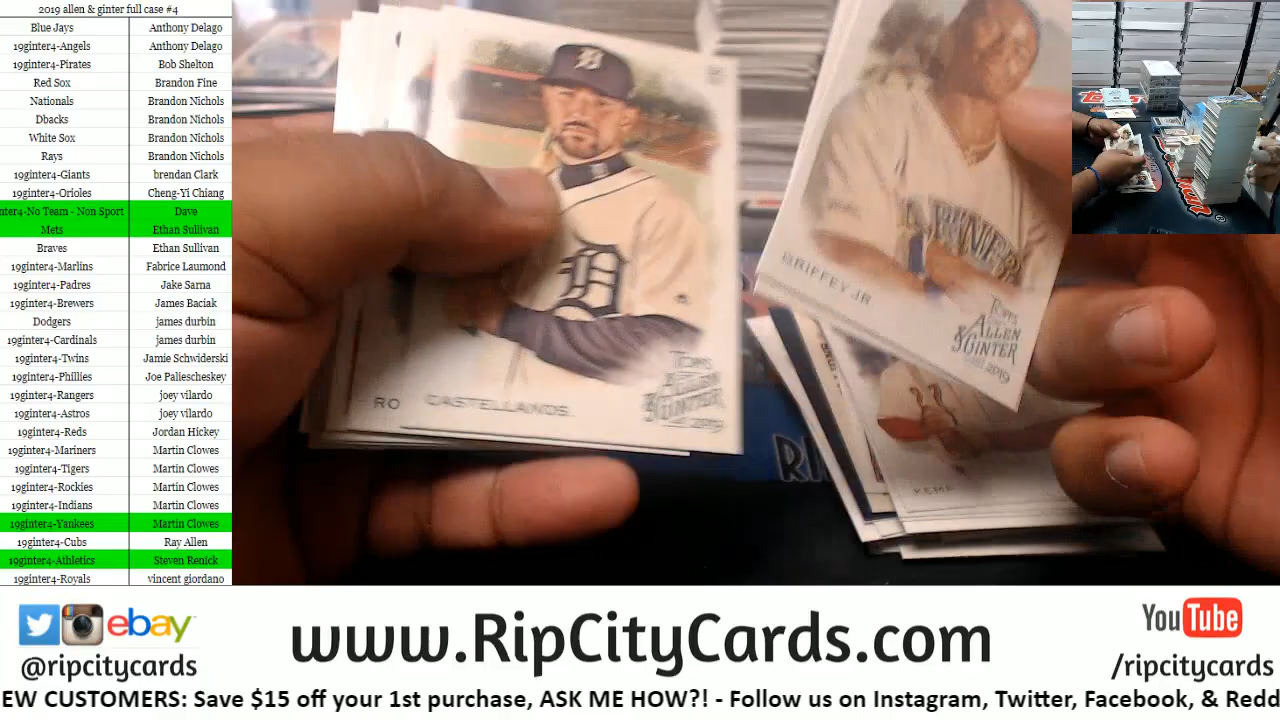 2019 allen & ginter full case #4
Blue Jays Anthony Delago
19ginter4-Angels Anthony Delago
19ginter4-Pirates Bob Shelton
Red Sox Brandon Fine
Nationals Brandon Nichols
Dbacks Brandon Nichols
White Sox Brandon Nichols
Rays Brandon Nichols
19ginter4-Giants brendan Clark
19ginter4-Orioles Cheng-Yi Chiang
nter4-No Team - Non Sport Dave
Mets Ethan Sullivan
Braves Ethan Sullivan
19ginter4-Marlins Fabrice Laumond
19ginter4-Padres Jake Sarna
19ginter4-Brewers James Baciak
Dodgers james durbin
19ginter4-Cardinals james durbin
19ginter4-Twins Jamie Schwiderski
19ginter4-Phillies Joe Paliescheskey
19ginter4-Rangers joey vilardo
19ginter4-Astros joey vilardo
19ginter4-Reds Jordan Hickey
19ginter4-Mariners Martin Clowes
19ginter4-Tigers Martin Clowes
19ginter4-Rockies Martin Clowes
19ginter4-Indians Martin Clowes
19ginter4-Yankees Martin Clowes
19ginter4-Cubs Ray Allen
19ginter4-Athletics Steven Renick
19ginter4-Royals vincent giordano
D
RO CASTELLANOS
TOPS
ALLEN
& GINTER
2019
GRIFFEY JR
TOPS
ALLEN
& GINTER
2019
RI
ebay
@ripcitycards
www.RipCityCards.com
YouTube
/ripcitycards
EW CUSTOMERS: Save $15 off your 1st purchase, ASK ME HOW?! - Follow us on Instagram, Twitter, Facebook, & Redd